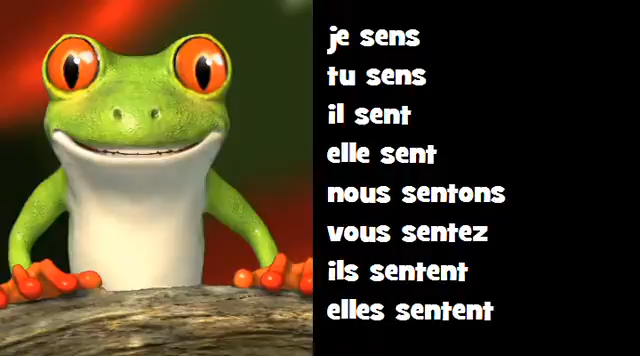 je sens
tu sens
il sent
elle sent
nous sentons
vous sentez
ils sentent
elles sentent